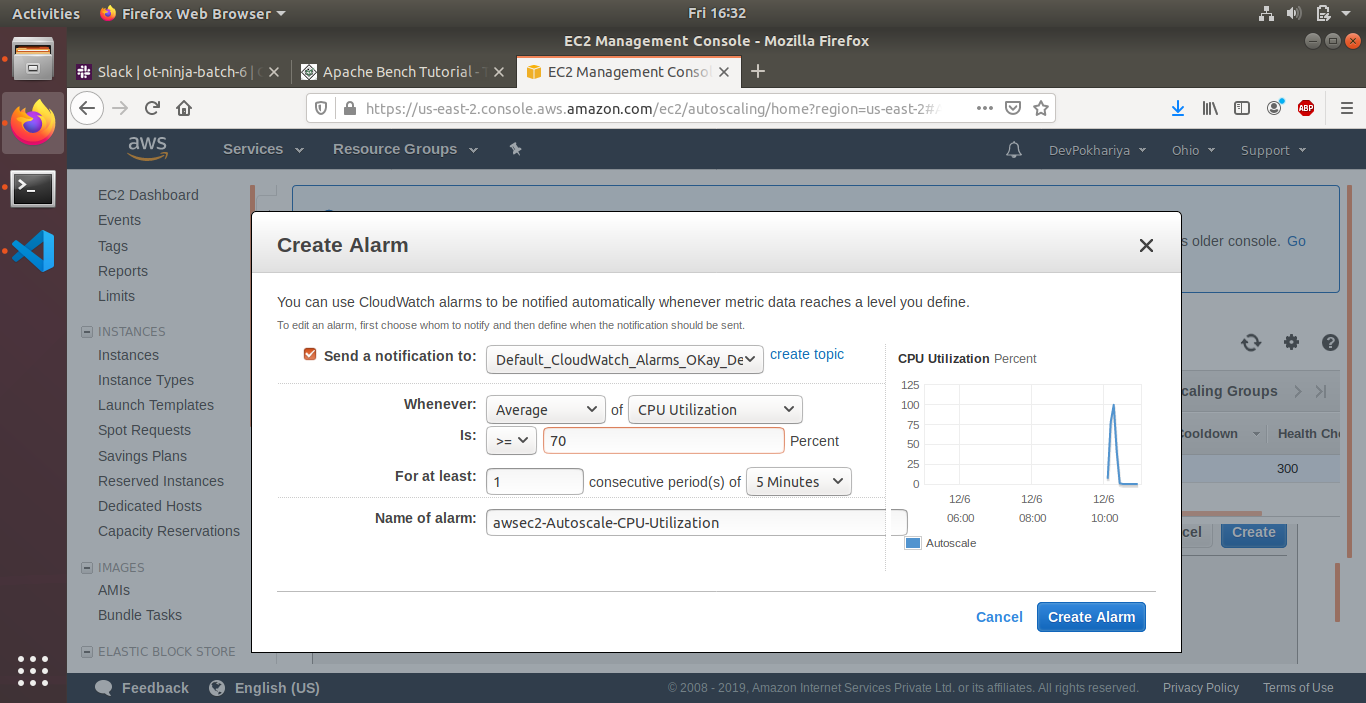 Activities Firefox Web Browser Fri 16:32
EC2 Management Console - Mozilla Firefox
Slack | ot-ninja-batch-6 | Apache Bench Tutorial - EC2 Management Consol
https://us-east-2.console.aws.amazon.com/ec2/autoscaling/home?region=us-east-2#
ABP
aws Services Resource Groups DevPokhariya Ohio Support
EC2 Dashboard
Events
Tags
Reports
Limits
INSTANCES
Instances
Instance Types
Launch Templates
Spot Requests
Savings Plans
Reserved Instances
Dedicated Hosts
Capacity Reservations
IMAGES
AMIs
Bundle Tasks
ELASTIC BLOCK STORE
s older console. Go
caling Groups
Cooldown Health Che
300
cel Create
Create Alarm
You can use CloudWatch alarms to be notified automatically whenever metric data reaches a level you define.
To edit an alarm, first choose whom to notify and then define when the notification should be sent.
Send a notification to: Default_CloudWatch_Alarms_OKay_De create topic
Whenever: Average of CPU Utilization
Is: >= 70 Percent
For at least: 1 consecutive period(s) of 5 Minutes
Name of alarm: awsec2-Autoscale-CPU-Utilization
CPU Utilization Percent
125
100
75
50
25
0
12/6 12/6 12/6
06:00 08:00 10:00
Autoscale
Cancel Create Alarm
Feedback English (US) © 2008 - 2019, Amazon Internet Services Private Ltd. or its affiliates. All rights reserved. Privacy Policy Terms of Use